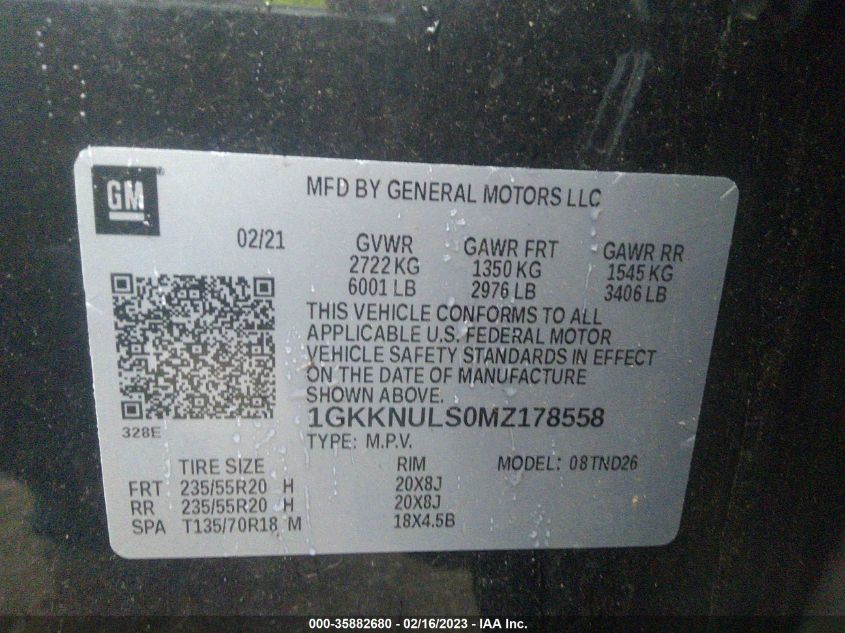 GM
MFD BY GENERAL MOTORS LLC
02/21
GVWR GAWR FRT GAWR RR
2722 KG 1350 KG 1545 KG
6001 LB 2976 LB 3406 LB
THIS VEHICLE CONFORMS TO ALL
APPLICABLE U.S. FEDERAL MOTOR
VEHICLE SAFETY STANDARDS IN EFFECT
ON THE DATE OF MANUFACTURE
SHOWN ABOVE.
1GKKNULS0MZ178558
328E
TYPE: M.P.V.
TIRE SIZE RIM MODEL: 08TND26
FRT 235/55R20 H 20X8J
RR 235/55R20 H 20X8J
SPA T135/70R18 M 18X4.5B
000-35882680 - 02/16/2023 - IAA Inc.